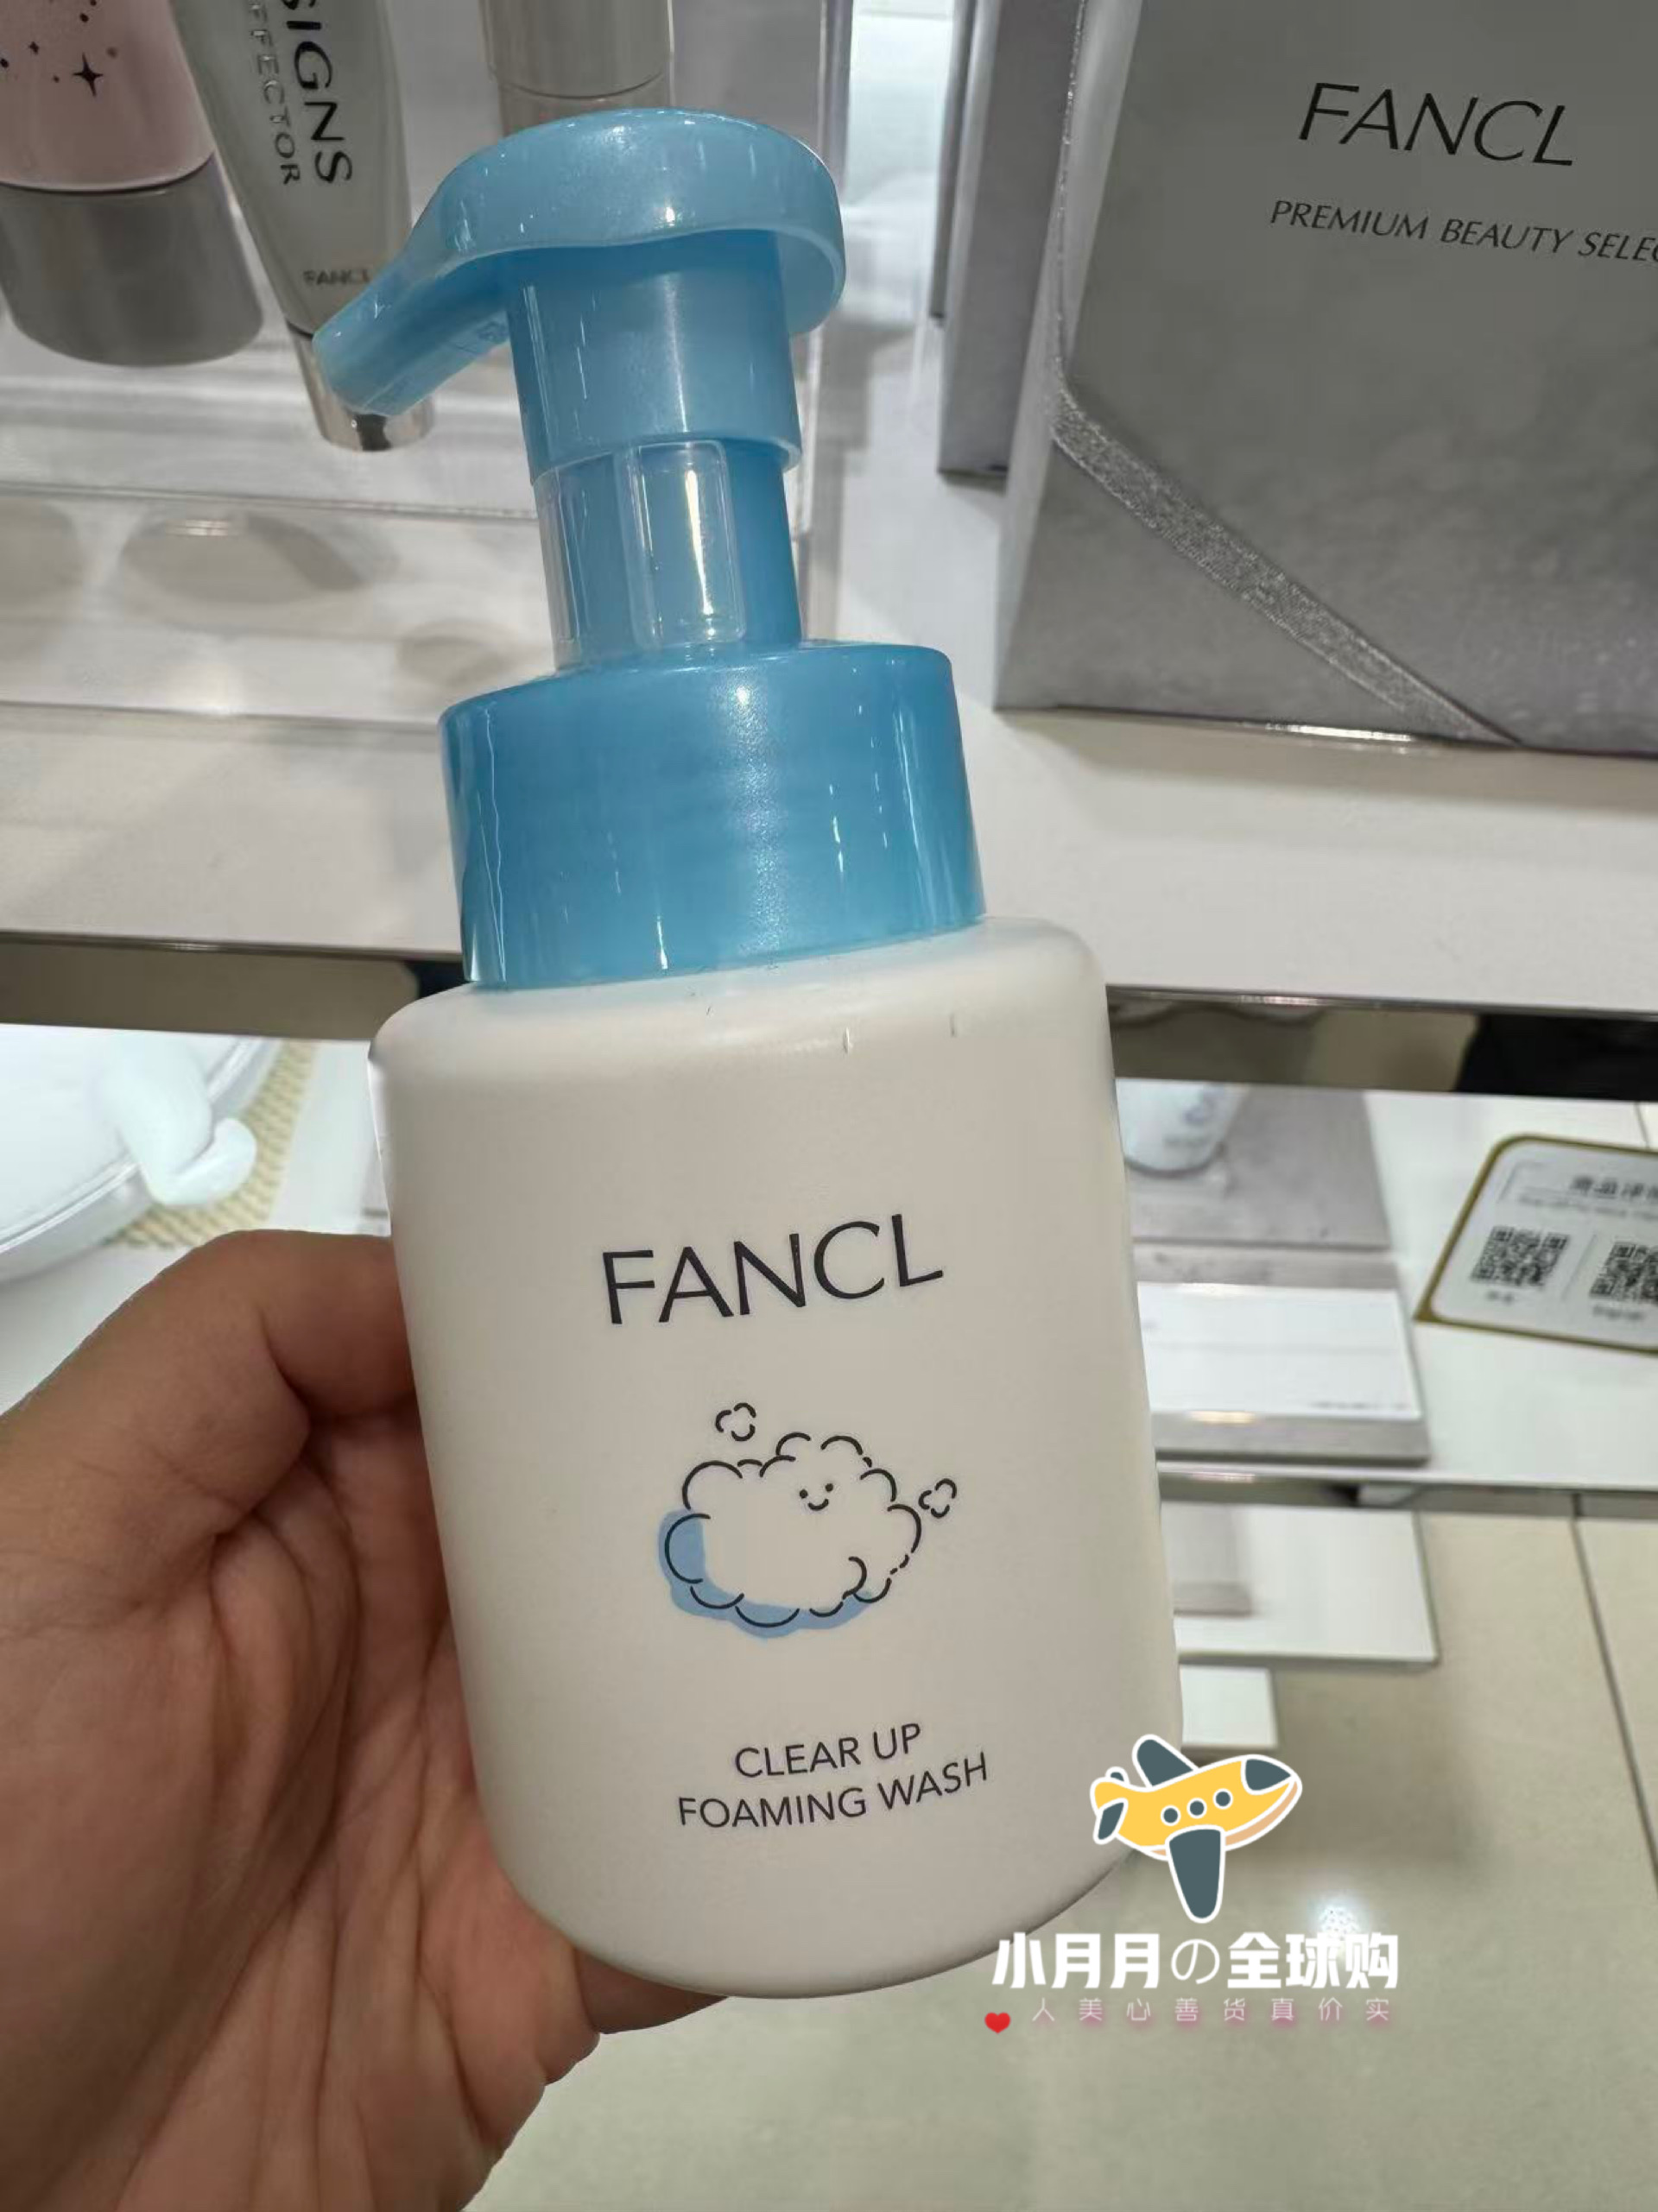 SIGNS
FFECTOR
FANCL
FANCL
PREMIUM BEAUTY SELEC
FANCL
CLEAR UP
FOAMING WASH
小月月の全球购
人美心善货真价实